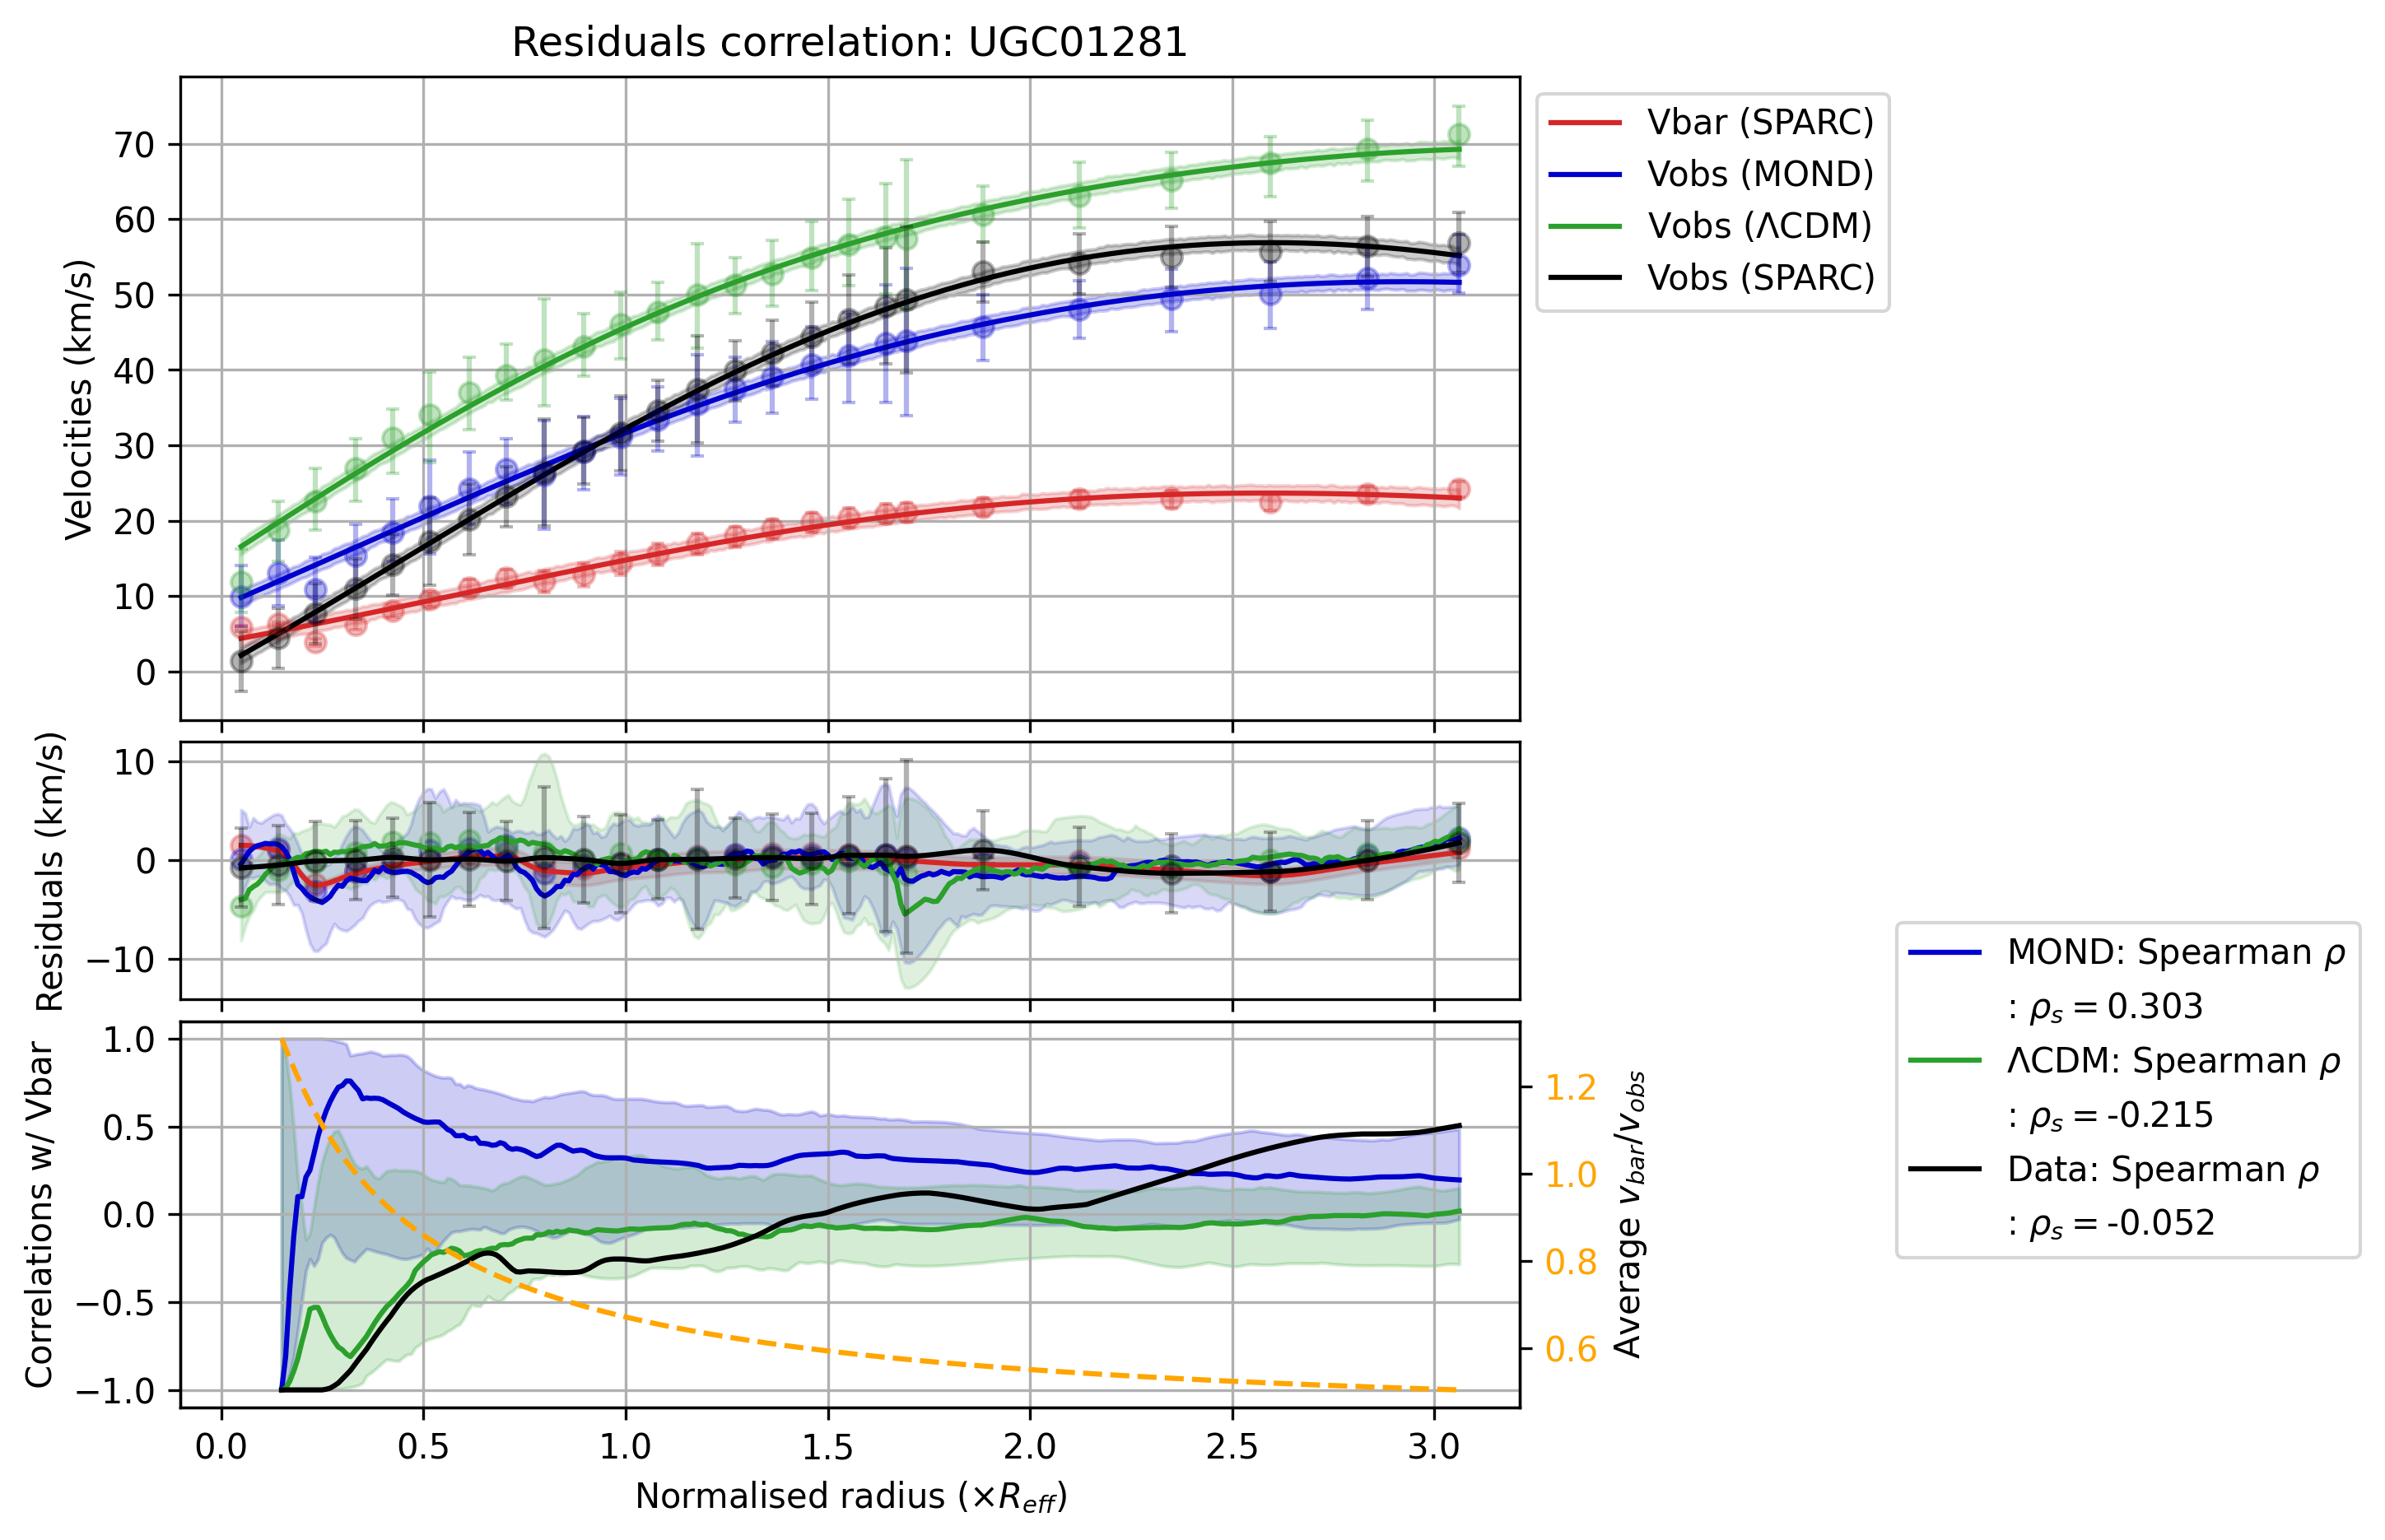 Residuals correlation: UGC01281
Velocities (km/s)
70
60
50
40
30
20
10
0
Vbar (SPARC)
Vobs (MOND)
Vobs (ΛCDM)
Vobs (SPARC)
Residuals (km/s)
10
0
−10
Correlations w/ Vbar
1.0
0.5
0.0
−0.5
−1.0
1.2
1.0
0.8
0.6
Average v_bar/v_obs
MOND: Spearman ρ
: ρ_s = 0.303
ΛCDM: Spearman ρ
: ρ_s = -0.215
Data: Spearman ρ
: ρ_s = -0.052
0.0 0.5 1.0 1.5 2.0 2.5 3.0
Normalised radius (×R_eff)